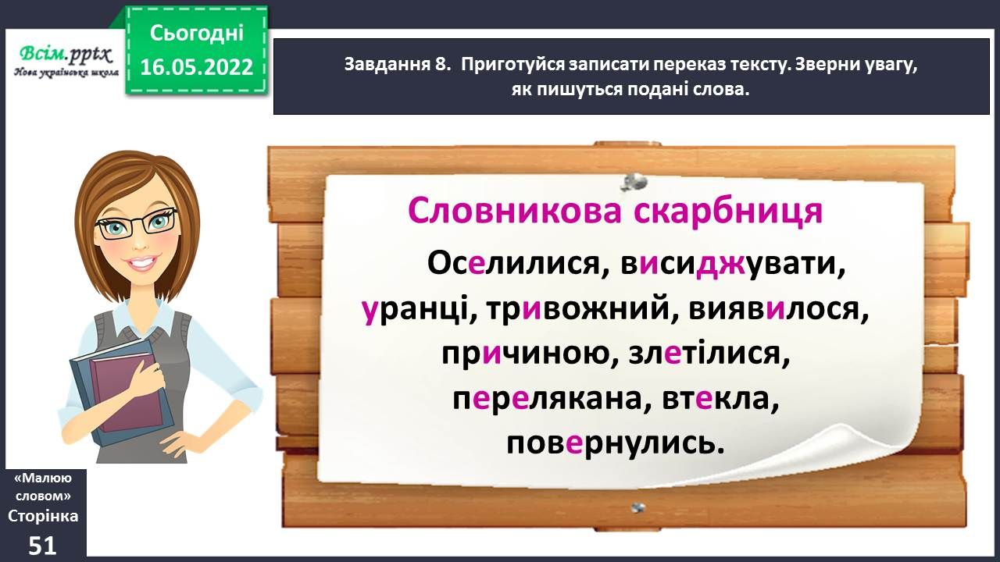 Сьогодні
16.05.2022
Всім.pptx
Нова українська школа
Завдання 8. Приготуйся записати переказ тексту. Зверни увагу,
як пишуться подані слова.
Словникова скарбниця
Оселилися, висиджувати,
уранці, тривожний, виявилося,
причиною, злетілися,
перелякана, втекла,
повернулись.
«Малюю
словом»
Сторінка
51